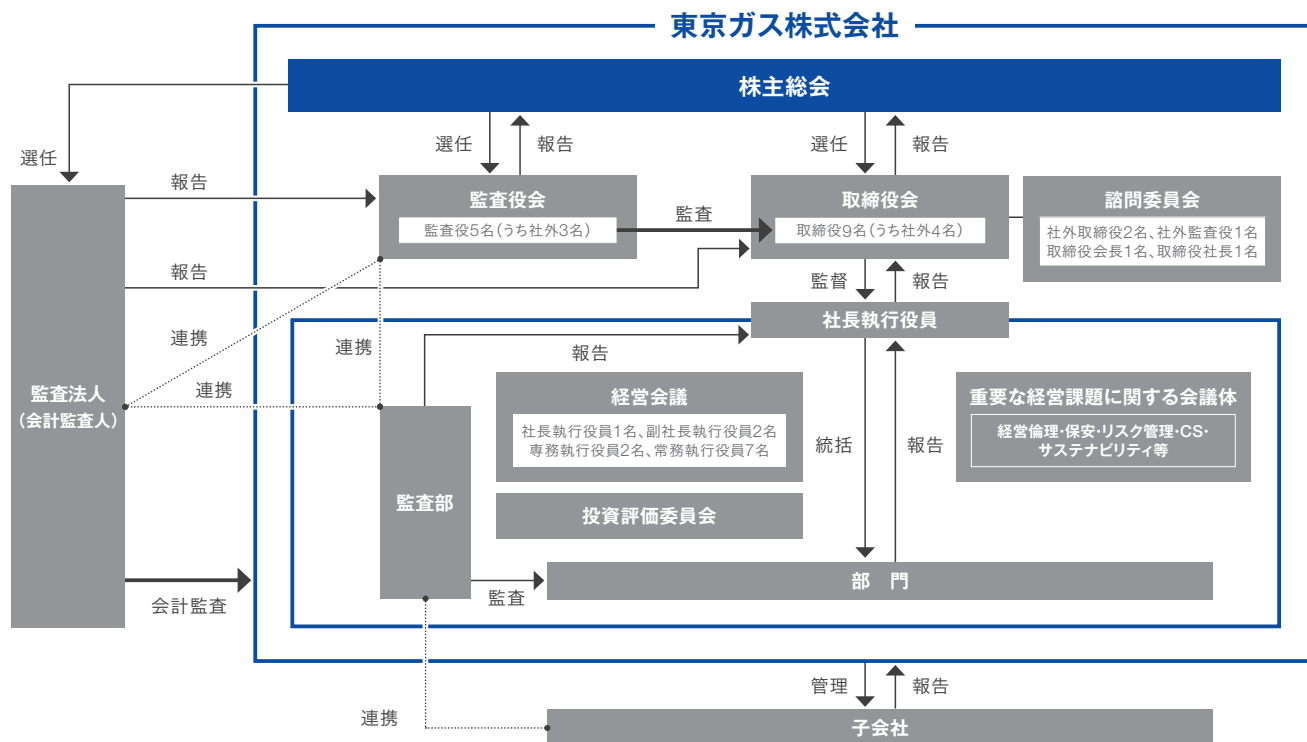 東京ガス株式会社
株主総会
選任
選任
報告
選任
報告
報告
監査役会
監査役5名（うち社外3名）
監査
取締役会
取締役9名（うち社外4名）
諮問委員会
社外取締役2名、社外監査役1名
取締役会長1名、取締役社長1名
報告
監督
報告
社長執行役員
連携
連携
報告
連携
監査法人
（会計監査人）
経営会議
社長執行役員1名、副社長執行役員2名
専務執行役員2名、常務執行役員7名
統括
報告
重要な経営課題に関する会議体
経営倫理・保安・リスク管理・CS・
サステナビリティ等
監査部
投資評価委員会
会計監査
監査
部　門
管理
報告
連携
子会社